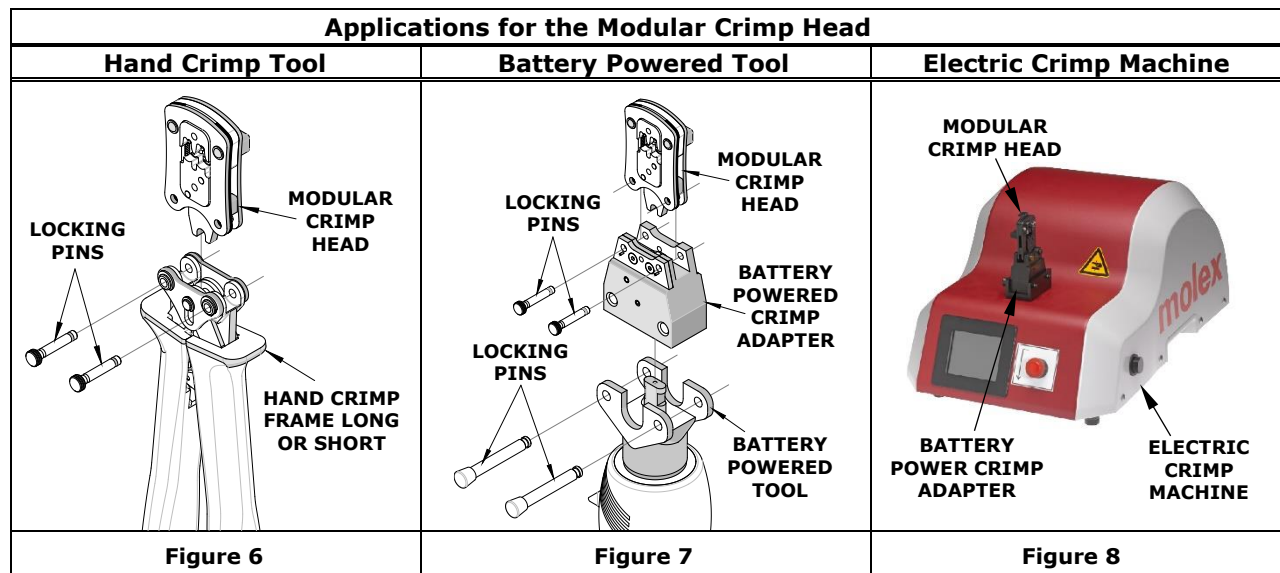 Applications for the Modular Crimp Head
Hand Crimp Tool
Battery Powered Tool
Electric Crimp Machine
MODULAR
CRIMP
HEAD
LOCKING
PINS
HAND CRIMP
FRAME LONG
OR SHORT
MODULAR
CRIMP
HEAD
LOCKING
PINS
BATTERY
POWERED
CRIMP
ADAPTER
LOCKING
PINS
BATTERY
POWERED
TOOL
MODULAR
CRIMP HEAD
molex
BATTERY
POWER CRIMP
ADAPTER
ELECTRIC
CRIMP
MACHINE
Figure 6
Figure 7
Figure 8